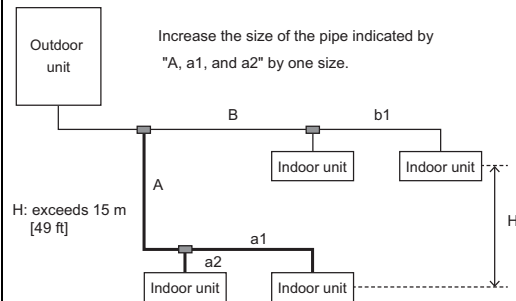 Outdoor
unit
Increase the size of the pipe indicated by
"A, a1, and a2" by one size.
B
b1
Indoor unit
Indoor unit
A
H: exceeds 15 m
[49 ft]
H
a1
a2
Indoor unit
Indoor unit